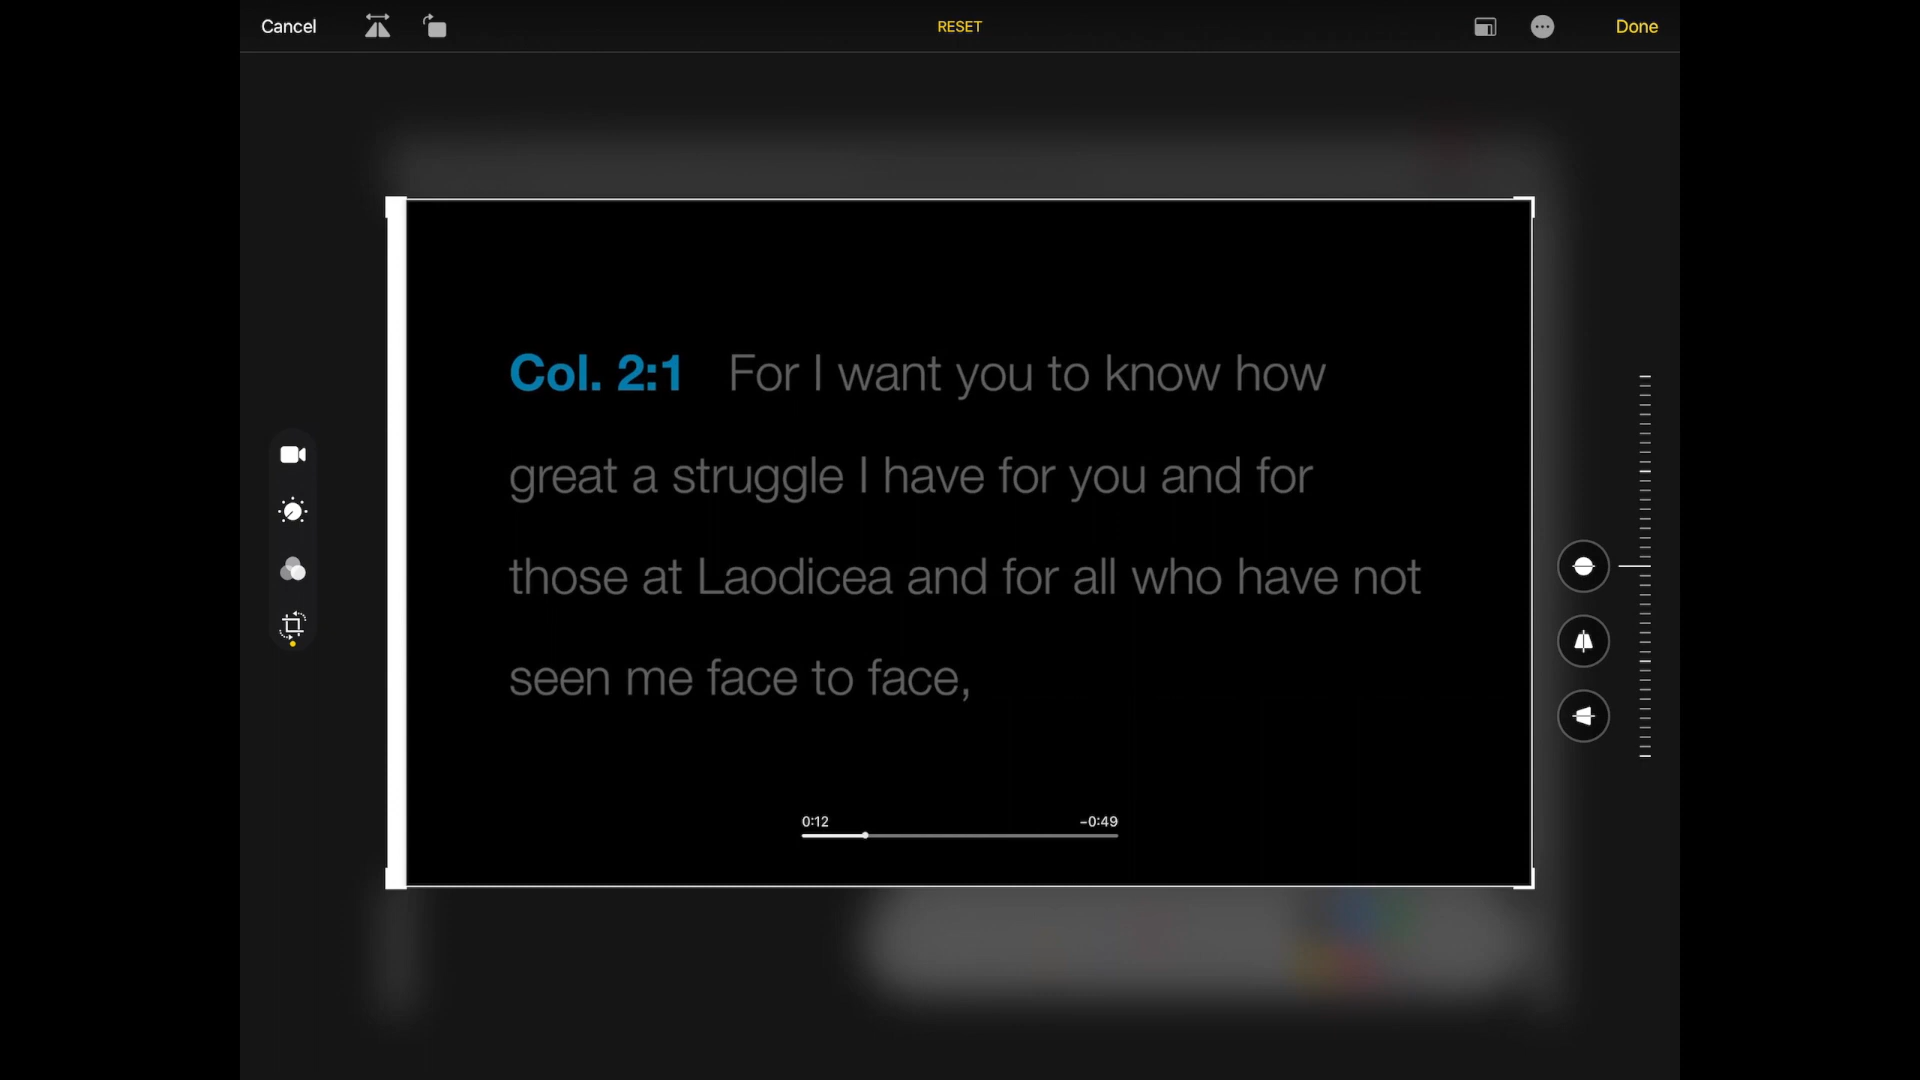 Cancel RESET Done
Col. 2:1 For I want you to know how
great a struggle I have for you and for
those at Laodicea and for all who have not
seen me face to face,
0:12 -0:49